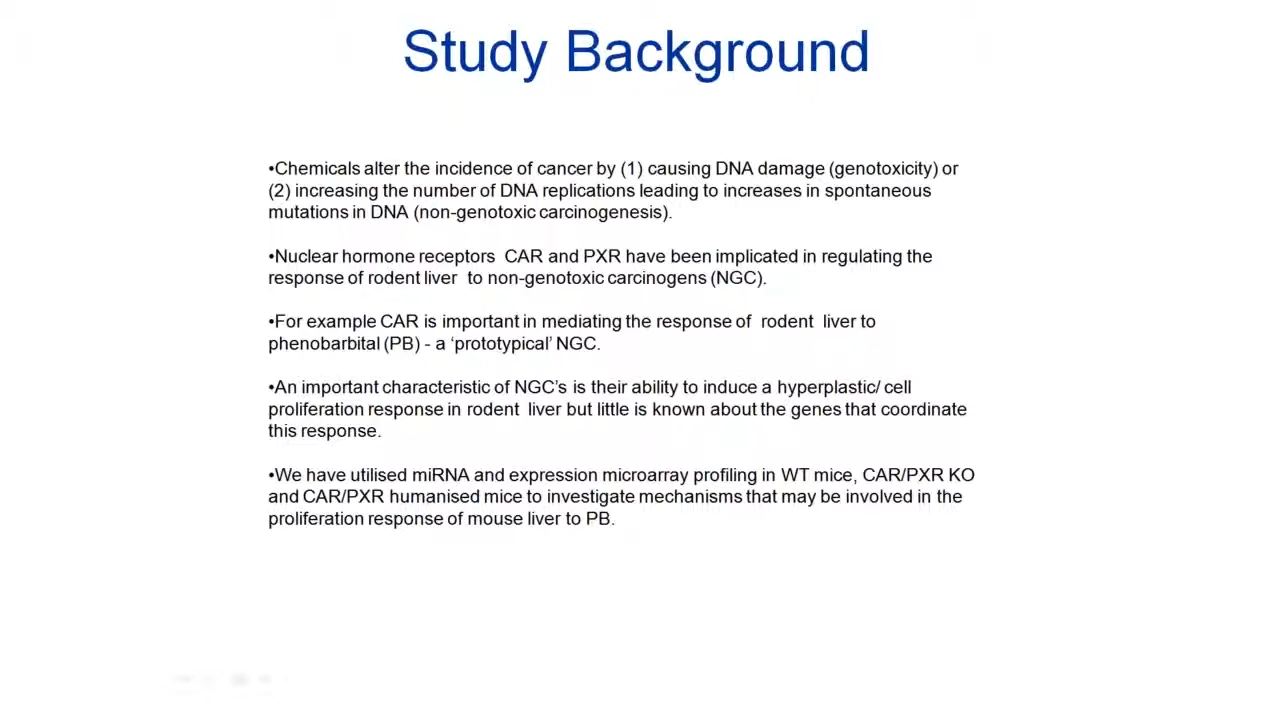 Study Background
•Chemicals alter the incidence of cancer by (1) causing DNA damage (genotoxicity) or
(2) increasing the number of DNA replications leading to increases in spontaneous
mutations in DNA (non-genotoxic carcinogenesis).
•Nuclear hormone receptors CAR and PXR have been implicated in regulating the
response of rodent liver to non-genotoxic carcinogens (NGC).
•For example CAR is important in mediating the response of rodent liver to
phenobarbital (PB) - a ‘prototypical’ NGC.
•An important characteristic of NGC’s is their ability to induce a hyperplastic/ cell
proliferation response in rodent liver but little is known about the genes that coordinate
this response.
•We have utilised miRNA and expression microarray profiling in WT mice, CAR/PXR KO
and CAR/PXR humanised mice to investigate mechanisms that may be involved in the
proliferation response of mouse liver to PB.